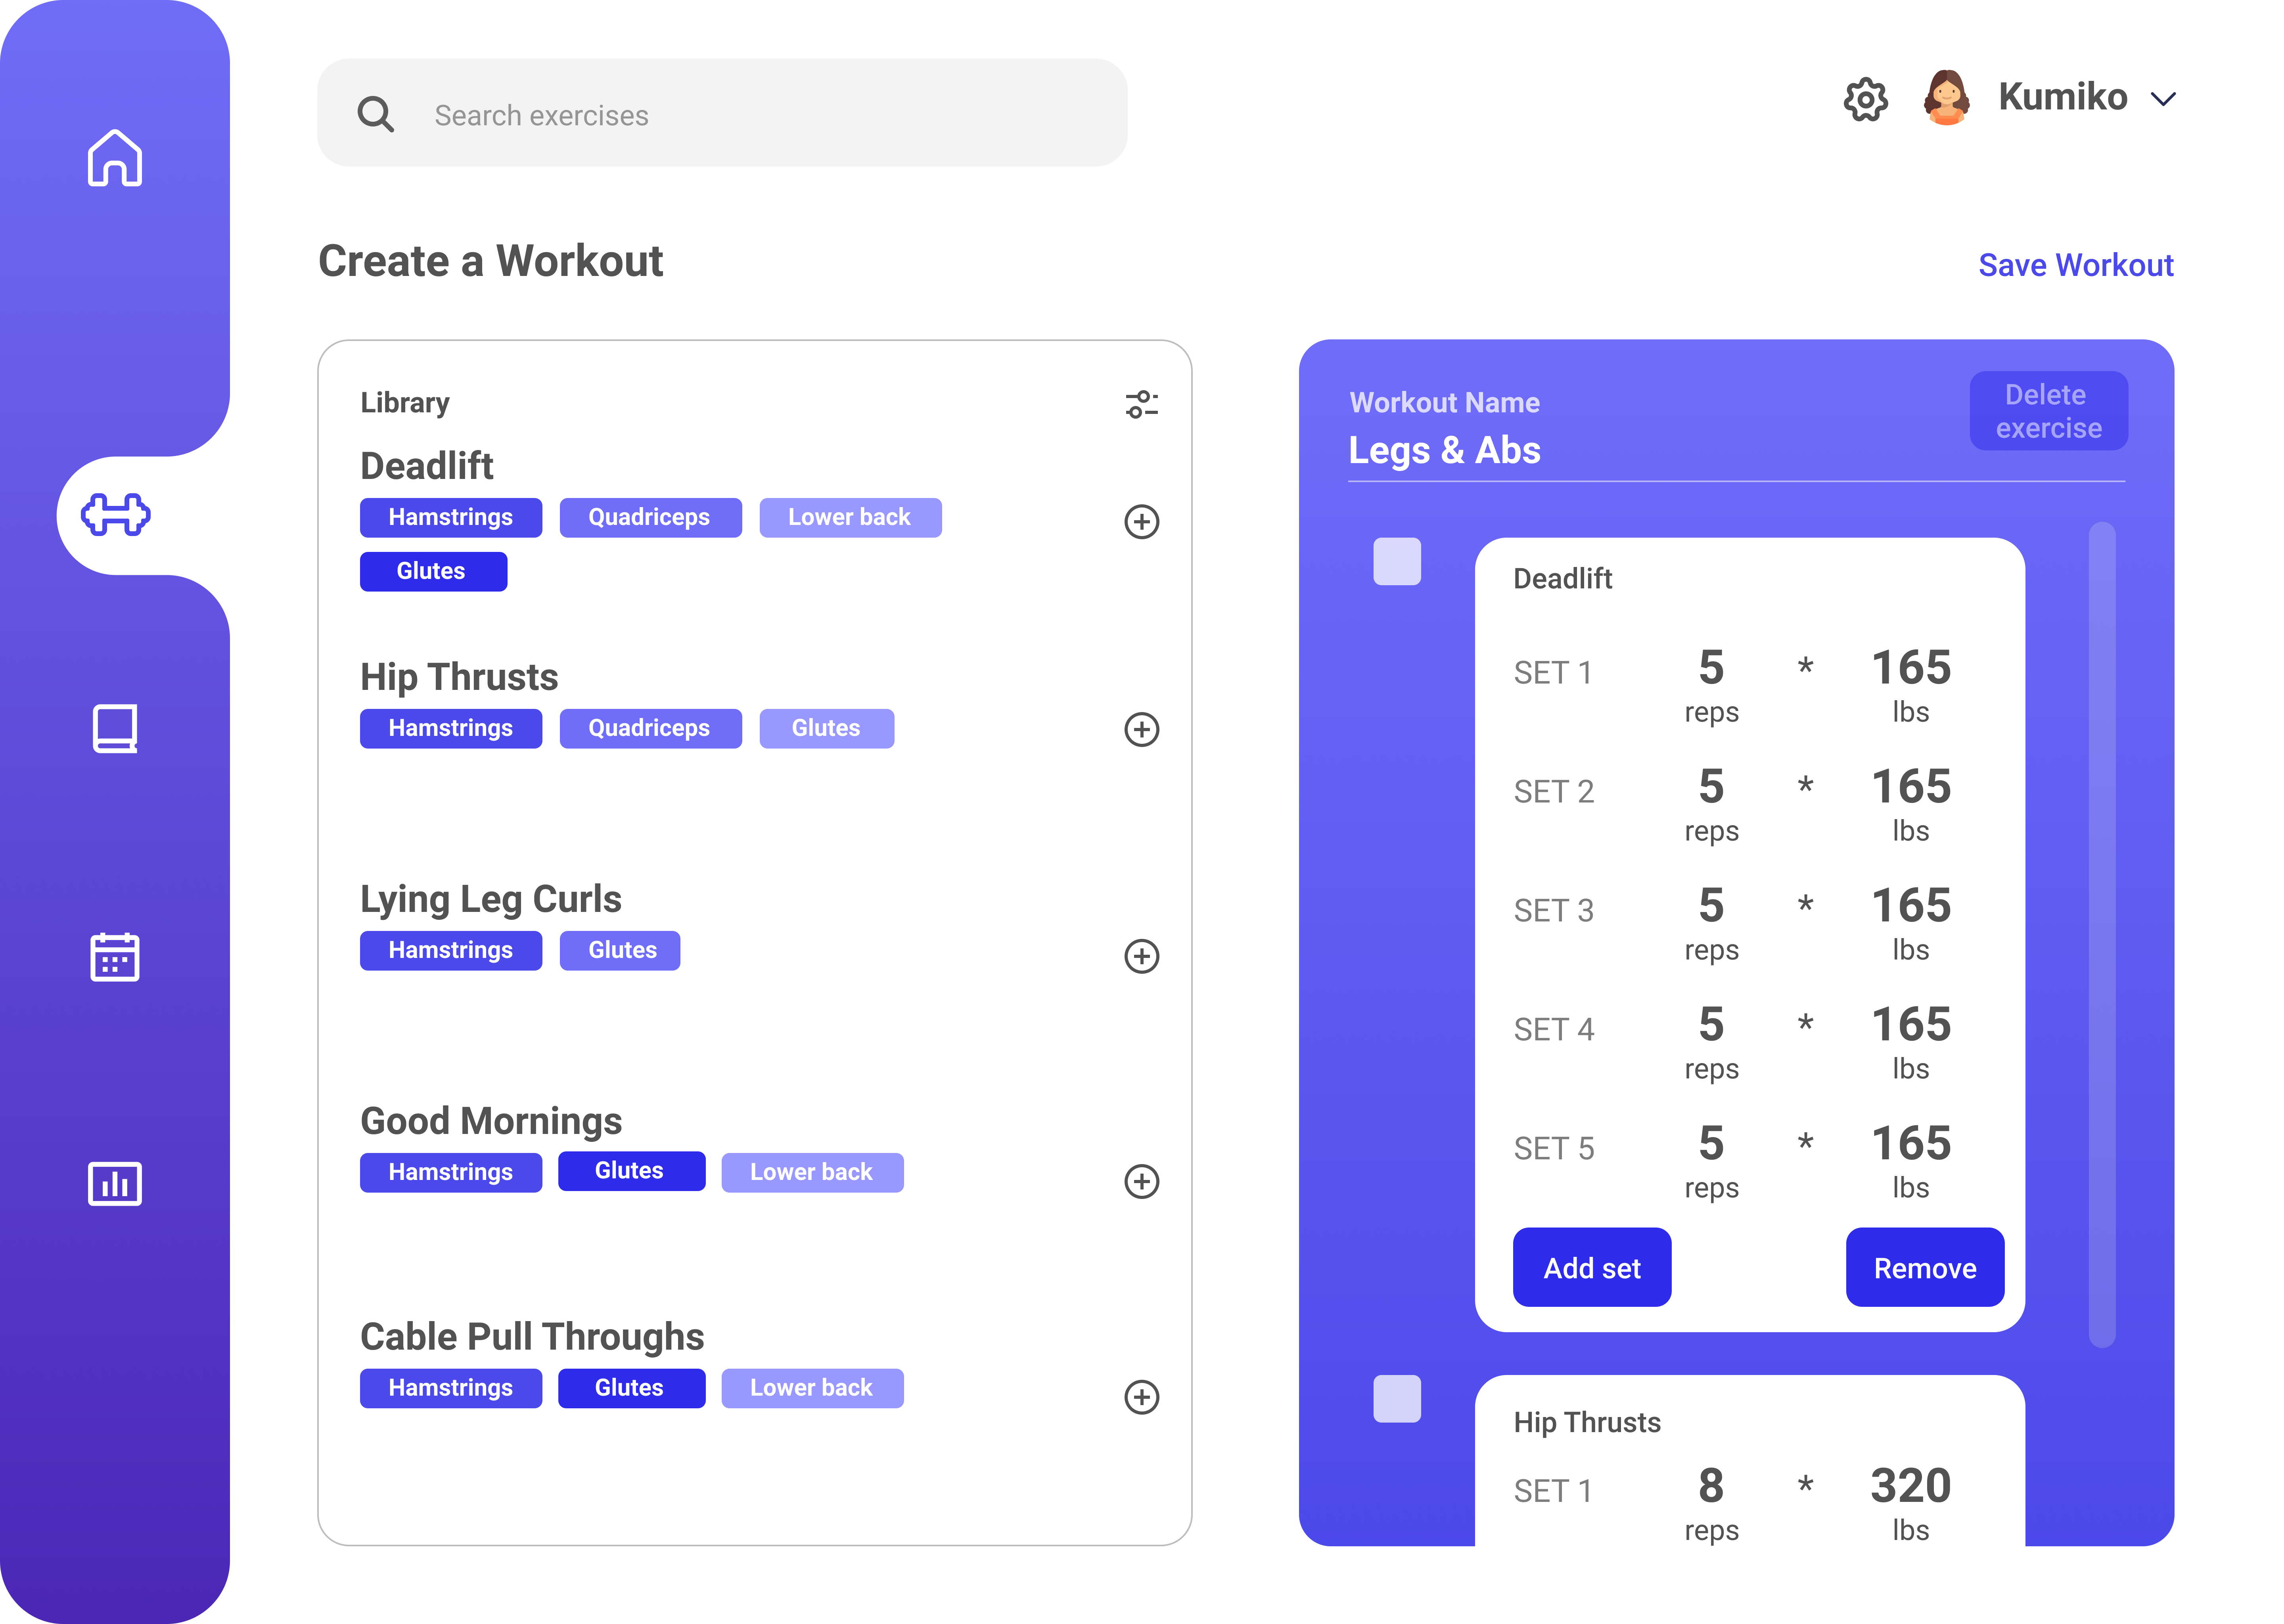 Search exercises
Kumiko
Create a Workout
Save Workout
Library
Deadlift
Hamstrings Quadriceps Lower back
Glutes
Hip Thrusts
Hamstrings Quadriceps Glutes
Lying Leg Curls
Hamstrings Glutes
Good Mornings
Hamstrings Glutes Lower back
Cable Pull Throughs
Hamstrings Glutes Lower back
Workout Name
Legs & Abs
Delete
exercise
Deadlift
SET 1 5 * 165
reps lbs
SET 2 5 * 165
reps lbs
SET 3 5 * 165
reps lbs
SET 4 5 * 165
reps lbs
SET 5 5 * 165
reps lbs
Add set Remove
Hip Thrusts
SET 1 8 * 320
reps lbs